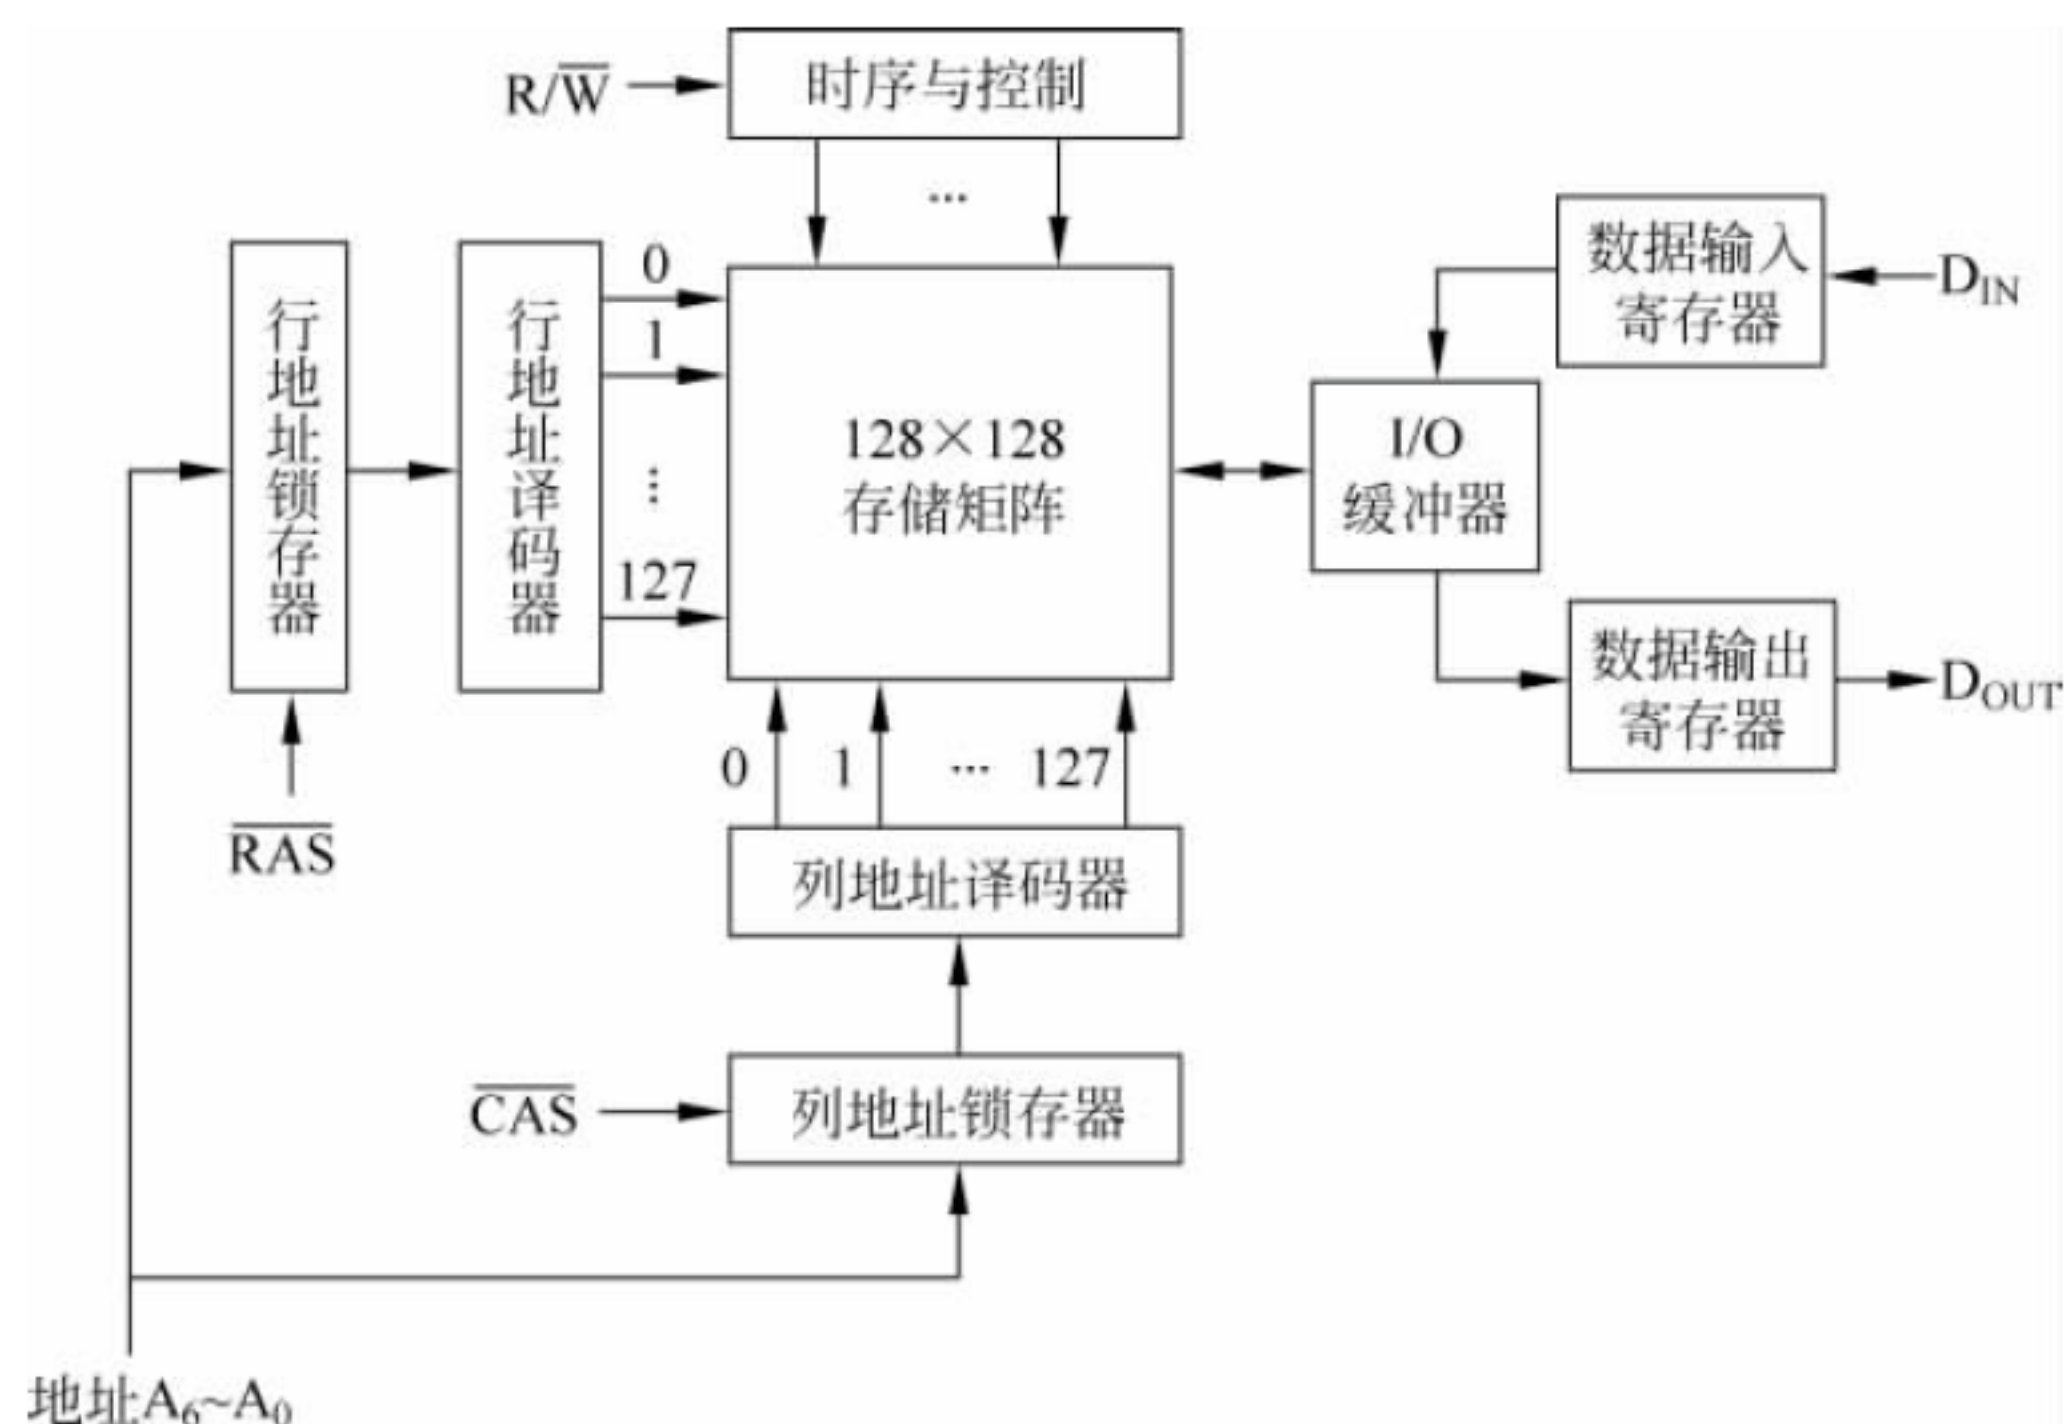 R/W̅
时序与控制
...
数据输入
寄存器
D_IN
行地址锁存器
行地址译码器
0
1
⋮
127
128×128
存储矩阵
I/O
缓冲器
数据输出
寄存器
D_OUT
R̅A̅S̅
0
1
...
127
列地址译码器
C̅A̅S̅
列地址锁存器
地址A₆~A₀